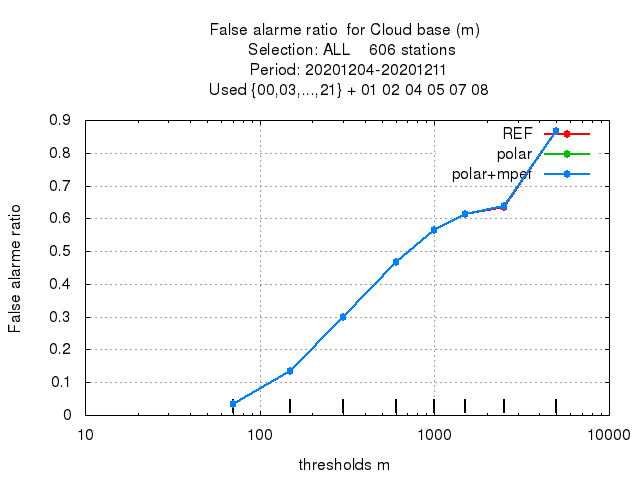 False alarme ratio  for Cloud base (m)
Selection: ALL    606 stations
Period: 20201204-20201211
Used {00,03,...,21} + 01 02 04 05 07 08
REF
polar
polar+mpef
False alarme ratio
0.9
0.8
0.7
0.6
0.5
0.4
0.3
0.2
0.1
0
10
100
1000
10000
thresholds m